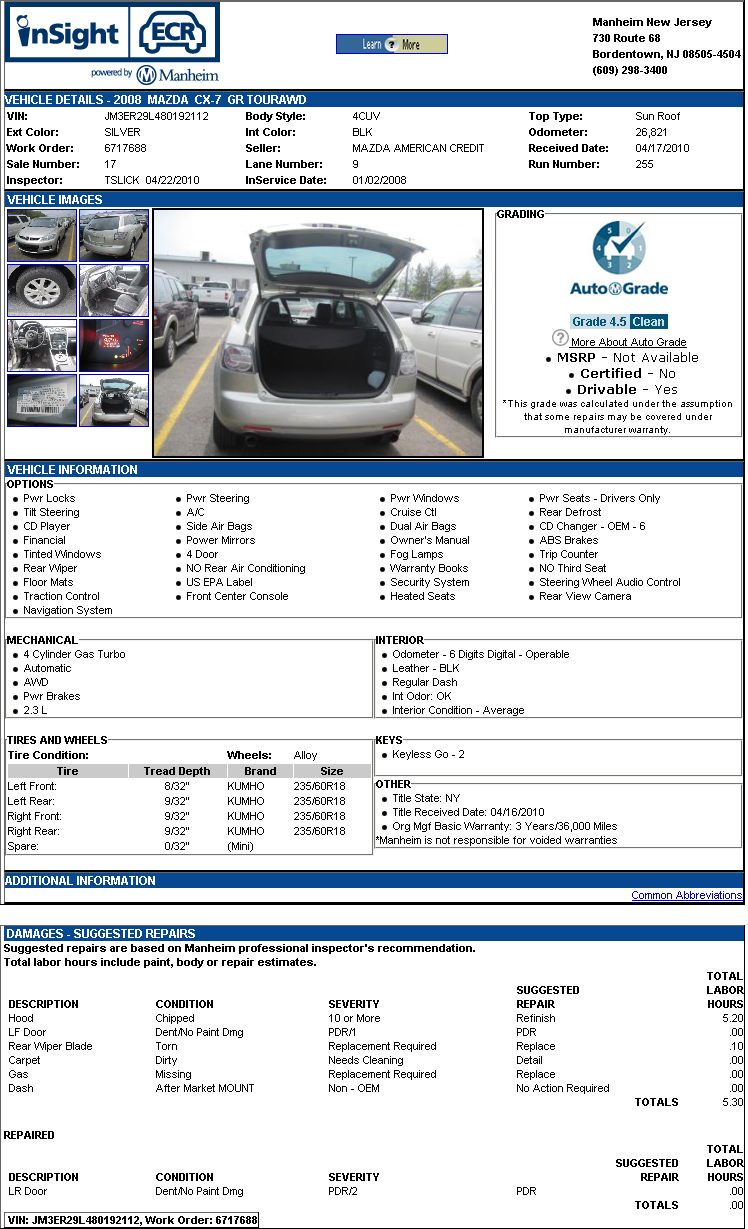 inSight ECR
powered by Manheim
Learn ? More
Manheim New Jersey
730 Route 68
Bordentown, NJ 08505-4504
(609) 298-3400
VEHICLE DETAILS - 2008 MAZDA CX-7 GR TOURAWD
VIN: JM3ER29L480192112 Body Style: 4CUV Top Type: Sun Roof
Ext Color: SILVER Int Color: BLK Odometer: 26,821
Work Order: 6717688 Seller: MAZDA AMERICAN CREDIT Received Date: 04/17/2010
Sale Number: 17 Lane Number: 9 Run Number: 255
Inspector: TSLICK 04/22/2010 InService Date: 01/02/2008
VEHICLE IMAGES
GRADING
5 4 3 2 1
AutoGrade
Grade 4.5 Clean
? More About Auto Grade
• MSRP - Not Available
• Certified - No
• Drivable - Yes
*This grade was calculated under the assumption
that some repairs may be covered under
manufacturer warranty.
VEHICLE INFORMATION
OPTIONS
• Pwr Locks • Pwr Steering • Pwr Windows • Pwr Seats - Drivers Only
• Tilt Steering • A/C • Cruise Ctl • Rear Defrost
• CD Player • Side Air Bags • Dual Air Bags • CD Changer - OEM - 6
• Financial • Power Mirrors • Owner's Manual • ABS Brakes
• Tinted Windows • 4 Door • Fog Lamps • Trip Counter
• Rear Wiper • NO Rear Air Conditioning • Warranty Books • NO Third Seat
• Floor Mats • US EPA Label • Security System • Steering Wheel Audio Control
• Traction Control • Front Center Console • Heated Seats • Rear View Camera
• Navigation System
MECHANICAL
• 4 Cylinder Gas Turbo
• Automatic
• AWD
• Pwr Brakes
• 2.3 L
INTERIOR
• Odometer - 6 Digits Digital - Operable
• Leather - BLK
• Regular Dash
• Int Odor: OK
• Interior Condition - Average
TIRES AND WHEELS
Tire Condition: Wheels: Alloy
Tire Tread Depth Brand Size
Left Front: 8/32" KUMHO 235/60R18
Left Rear: 9/32" KUMHO 235/60R18
Right Front: 9/32" KUMHO 235/60R18
Right Rear: 9/32" KUMHO 235/60R18
Spare: 0/32" (Mini)
KEYS
• Keyless Go - 2
OTHER
• Title State: NY
• Title Received Date: 04/16/2010
• Org Mgf Basic Warranty: 3 Years/36,000 Miles
*Manheim is not responsible for voided warranties
ADDITIONAL INFORMATION
Common Abbreviations
DAMAGES - SUGGESTED REPAIRS
Suggested repairs are based on Manheim professional inspector's recommendation.
Total labor hours include paint, body or repair estimates.
TOTAL
SUGGESTED LABOR
DESCRIPTION CONDITION SEVERITY REPAIR HOURS
Hood Chipped 10 or More Refinish 5.20
LF Door Dent/No Paint Dmg PDR/1 PDR .00
Rear Wiper Blade Torn Replacement Required Replace .10
Carpet Dirty Needs Cleaning Detail .00
Gas Missing Replacement Required Replace .00
Dash After Market MOUNT Non - OEM No Action Required .00
TOTALS 5.30
REPAIRED
TOTAL
SUGGESTED LABOR
DESCRIPTION CONDITION SEVERITY REPAIR HOURS
LR Door Dent/No Paint Dmg PDR/2 PDR .00
TOTALS .00
VIN: JM3ER29L480192112, Work Order: 6717688